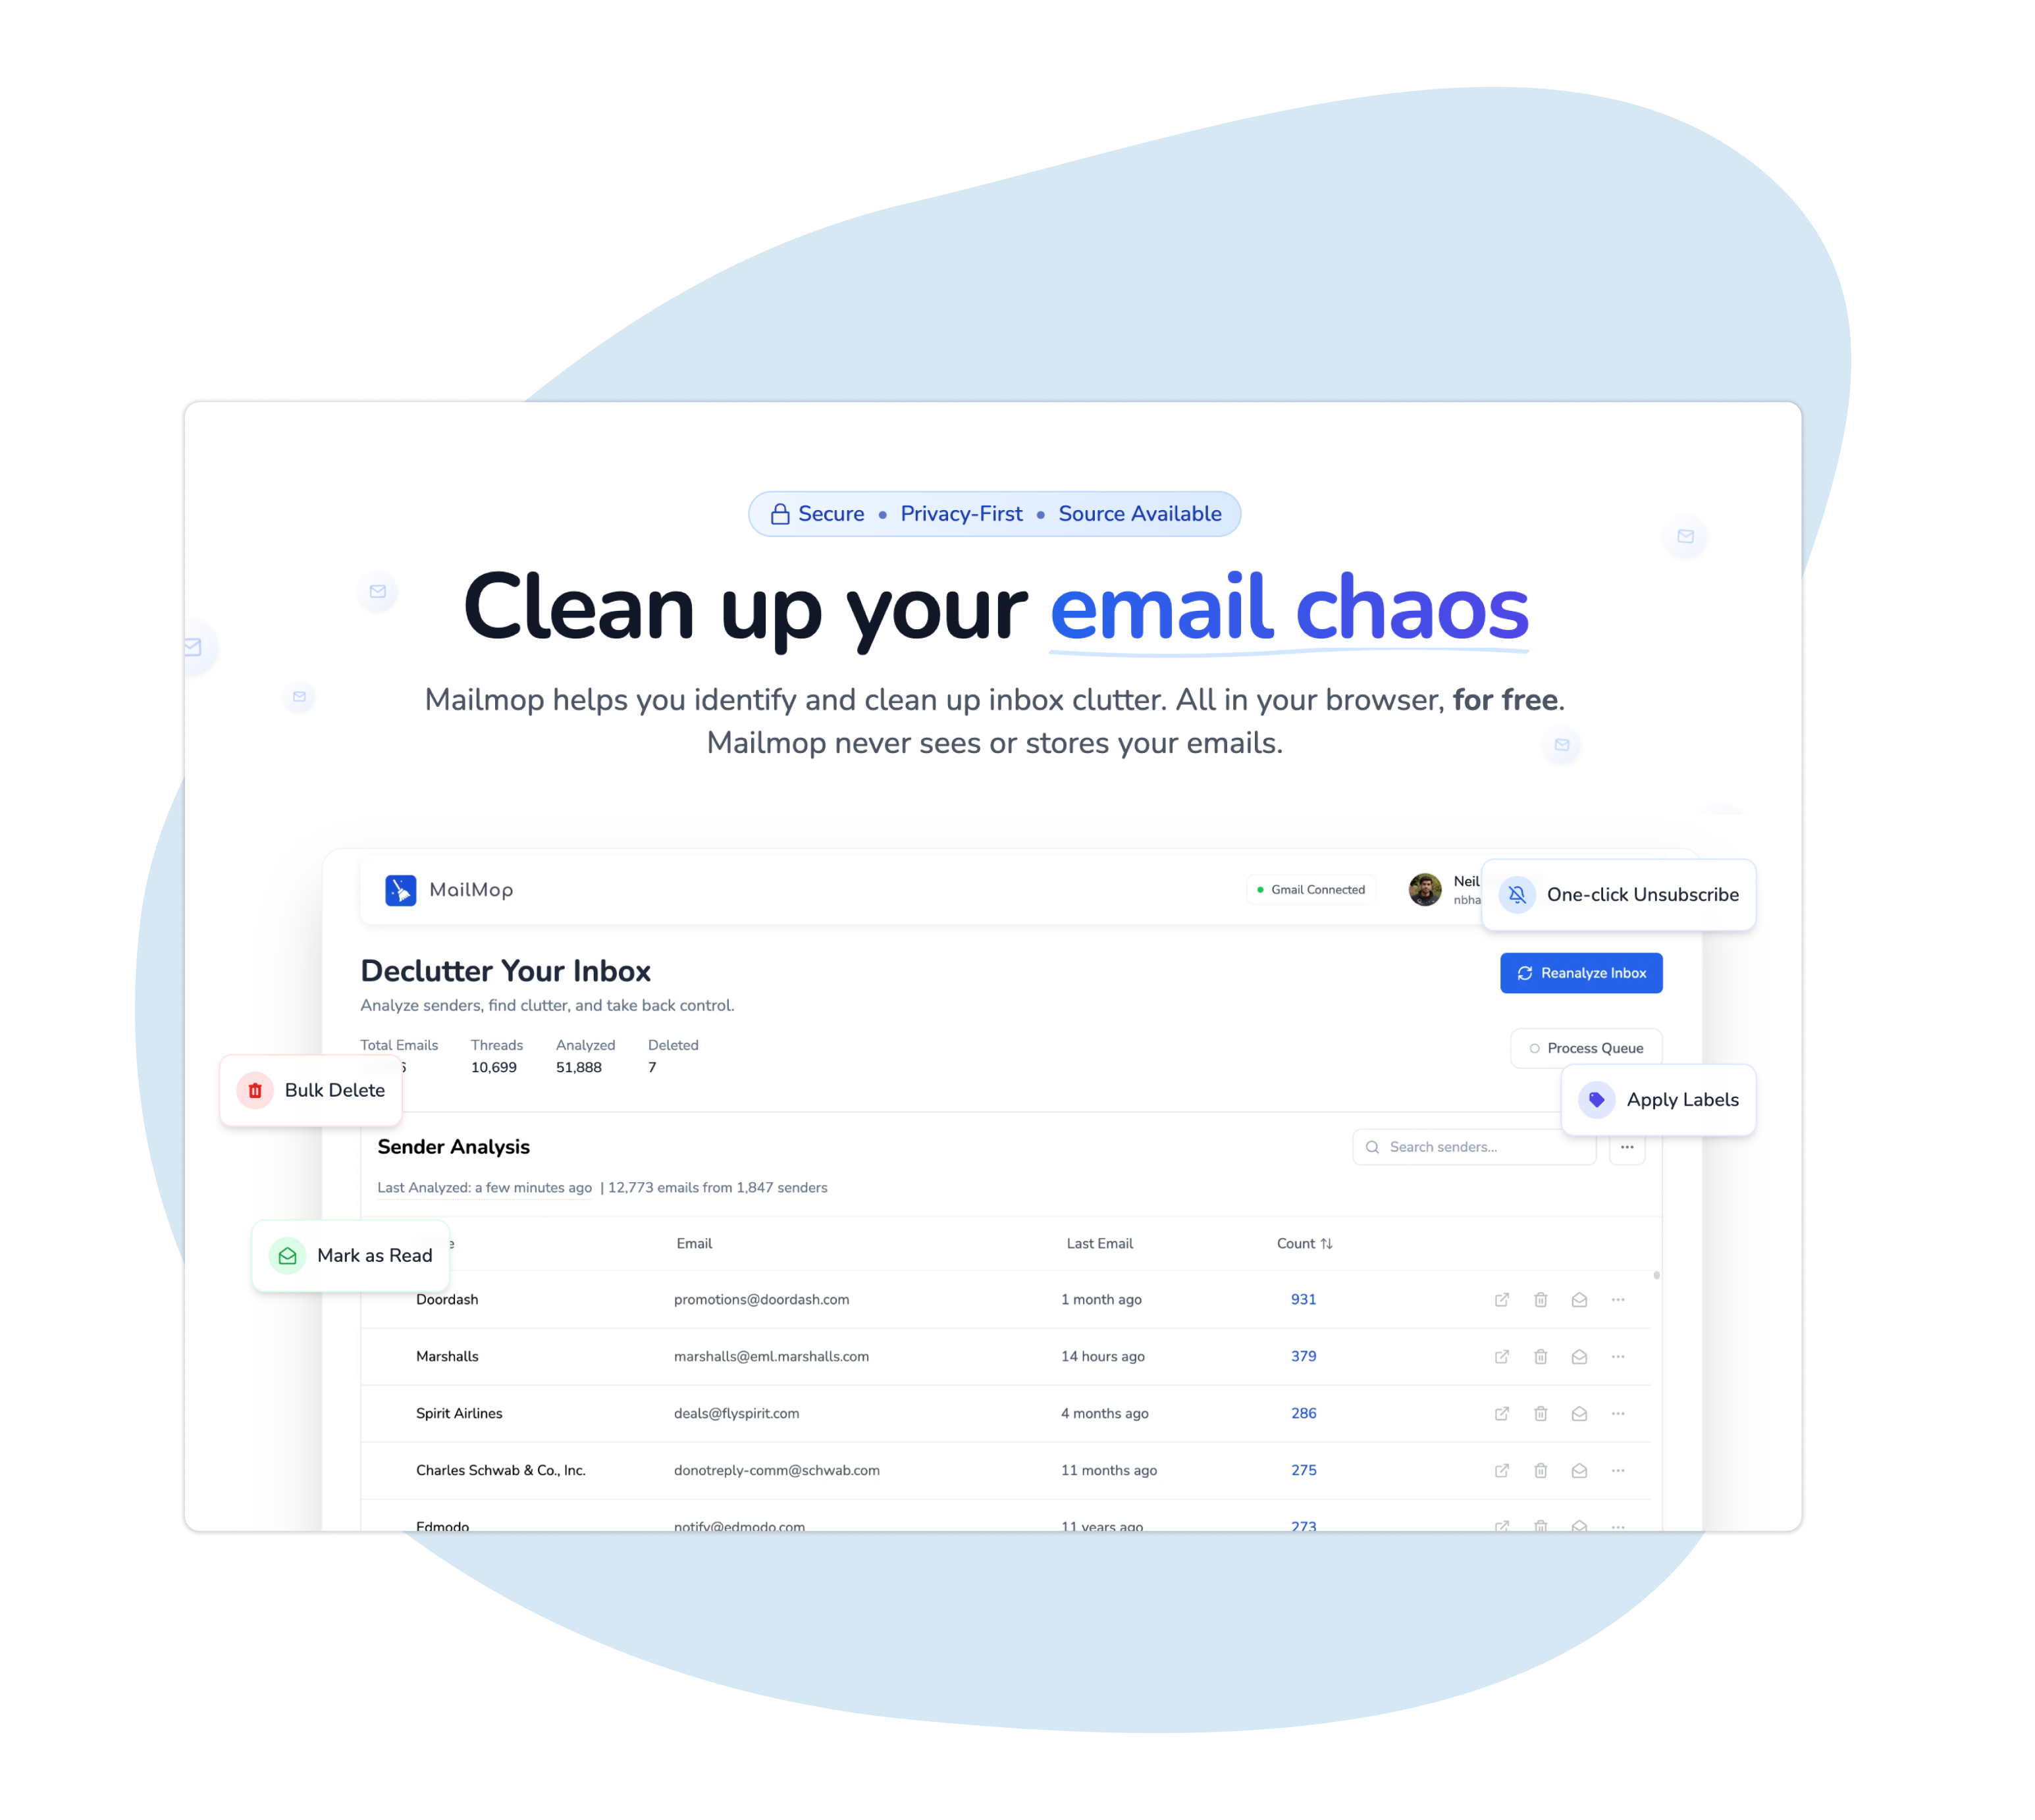 Secure • Privacy-First • Source Available
Clean up your email chaos
Mailmop helps you identify and clean up inbox clutter. All in your browser, for free.
Mailmop never sees or stores your emails.
MailMop
Gmail Connected
Neil
nbha
One-click Unsubscribe
Declutter Your Inbox
Reanalyze Inbox
Analyze senders, find clutter, and take back control.
Total Emails Threads Analyzed Deleted
6 10,699 51,888 7
Process Queue
Bulk Delete
Apply Labels
Sender Analysis
Search senders...
Last Analyzed: a few minutes ago | 12,773 emails from 1,847 senders
Mark as Read
e Email Last Email Count
Doordash promotions@doordash.com 1 month ago 931
Marshalls marshalls@eml.marshalls.com 14 hours ago 379
Spirit Airlines deals@flyspirit.com 4 months ago 286
Charles Schwab & Co., Inc. donotreply-comm@schwab.com 11 months ago 275
Edmodo notify@edmodo.com 11 years ago 273